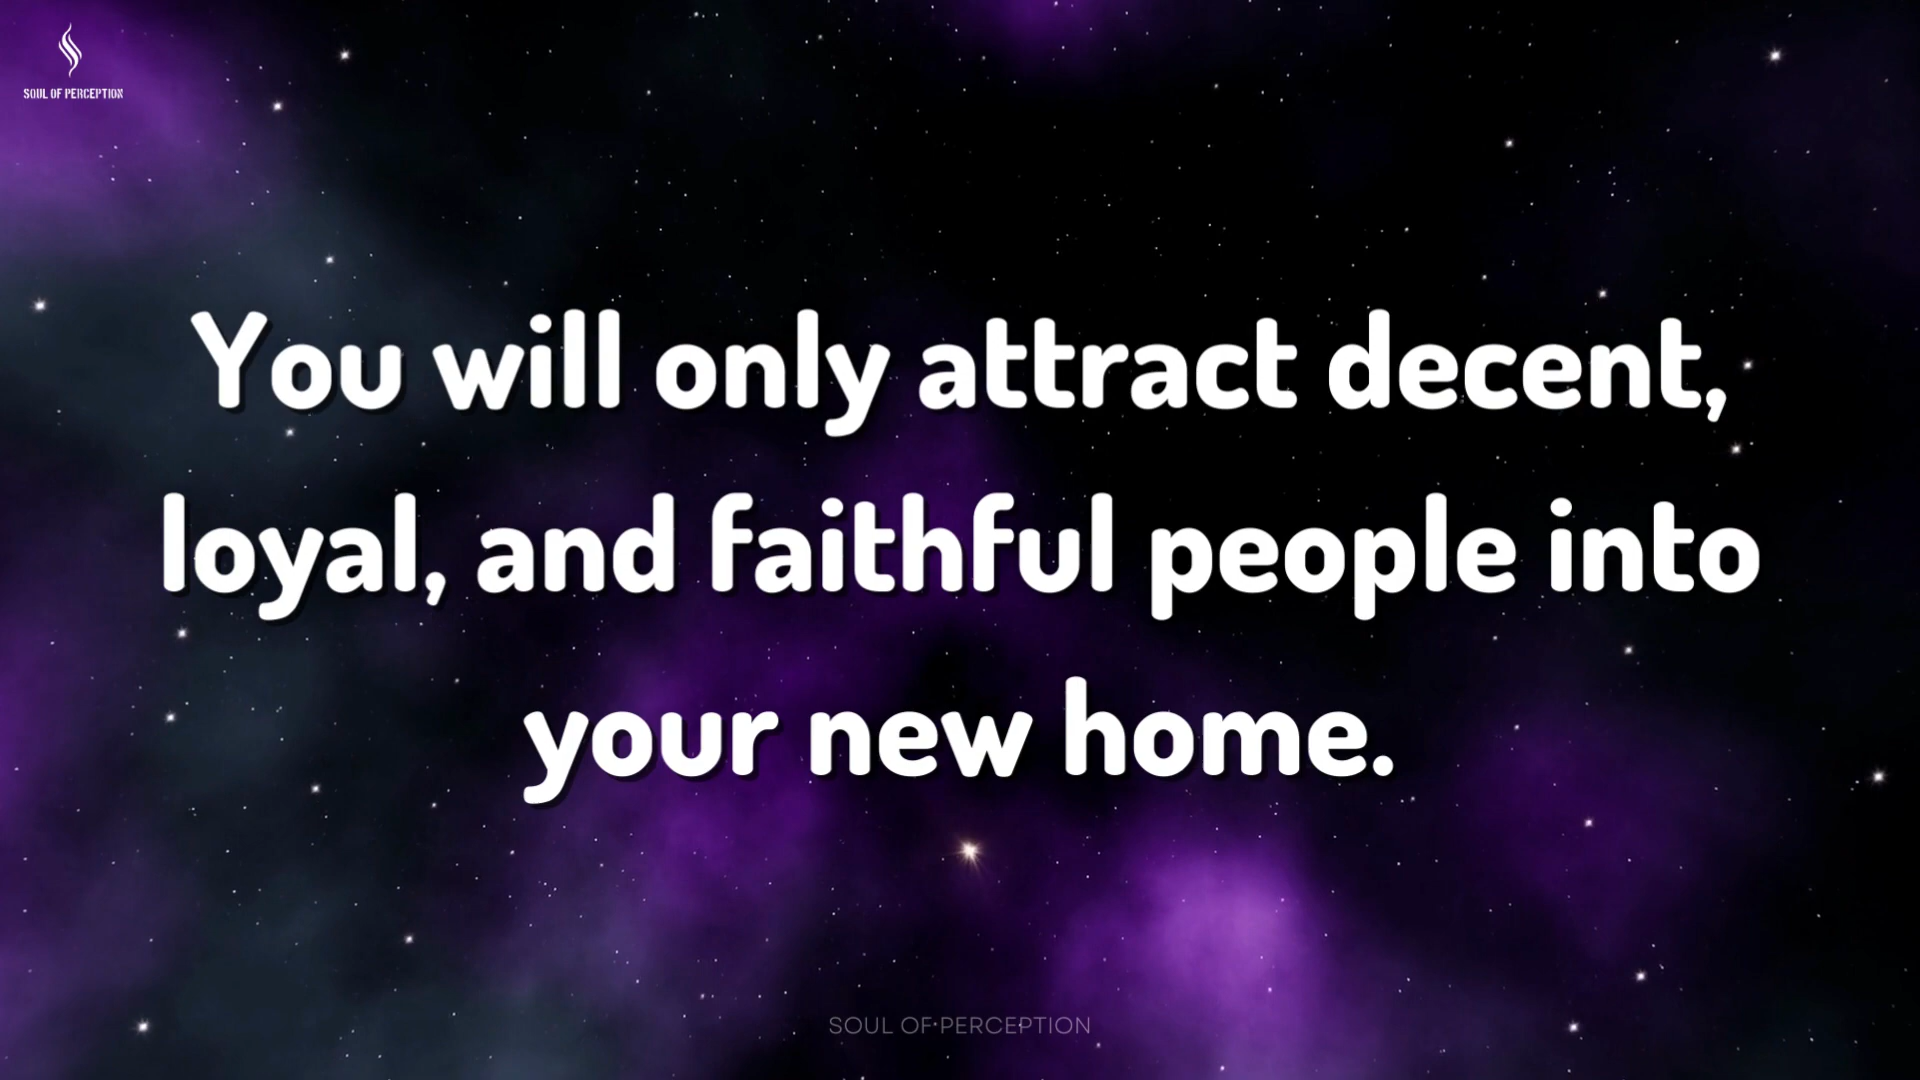 SOUL OF PERCEPTION
You will only attract decent,
loyal, and faithful people into
your new home.
SOUL OF PERCEPTION